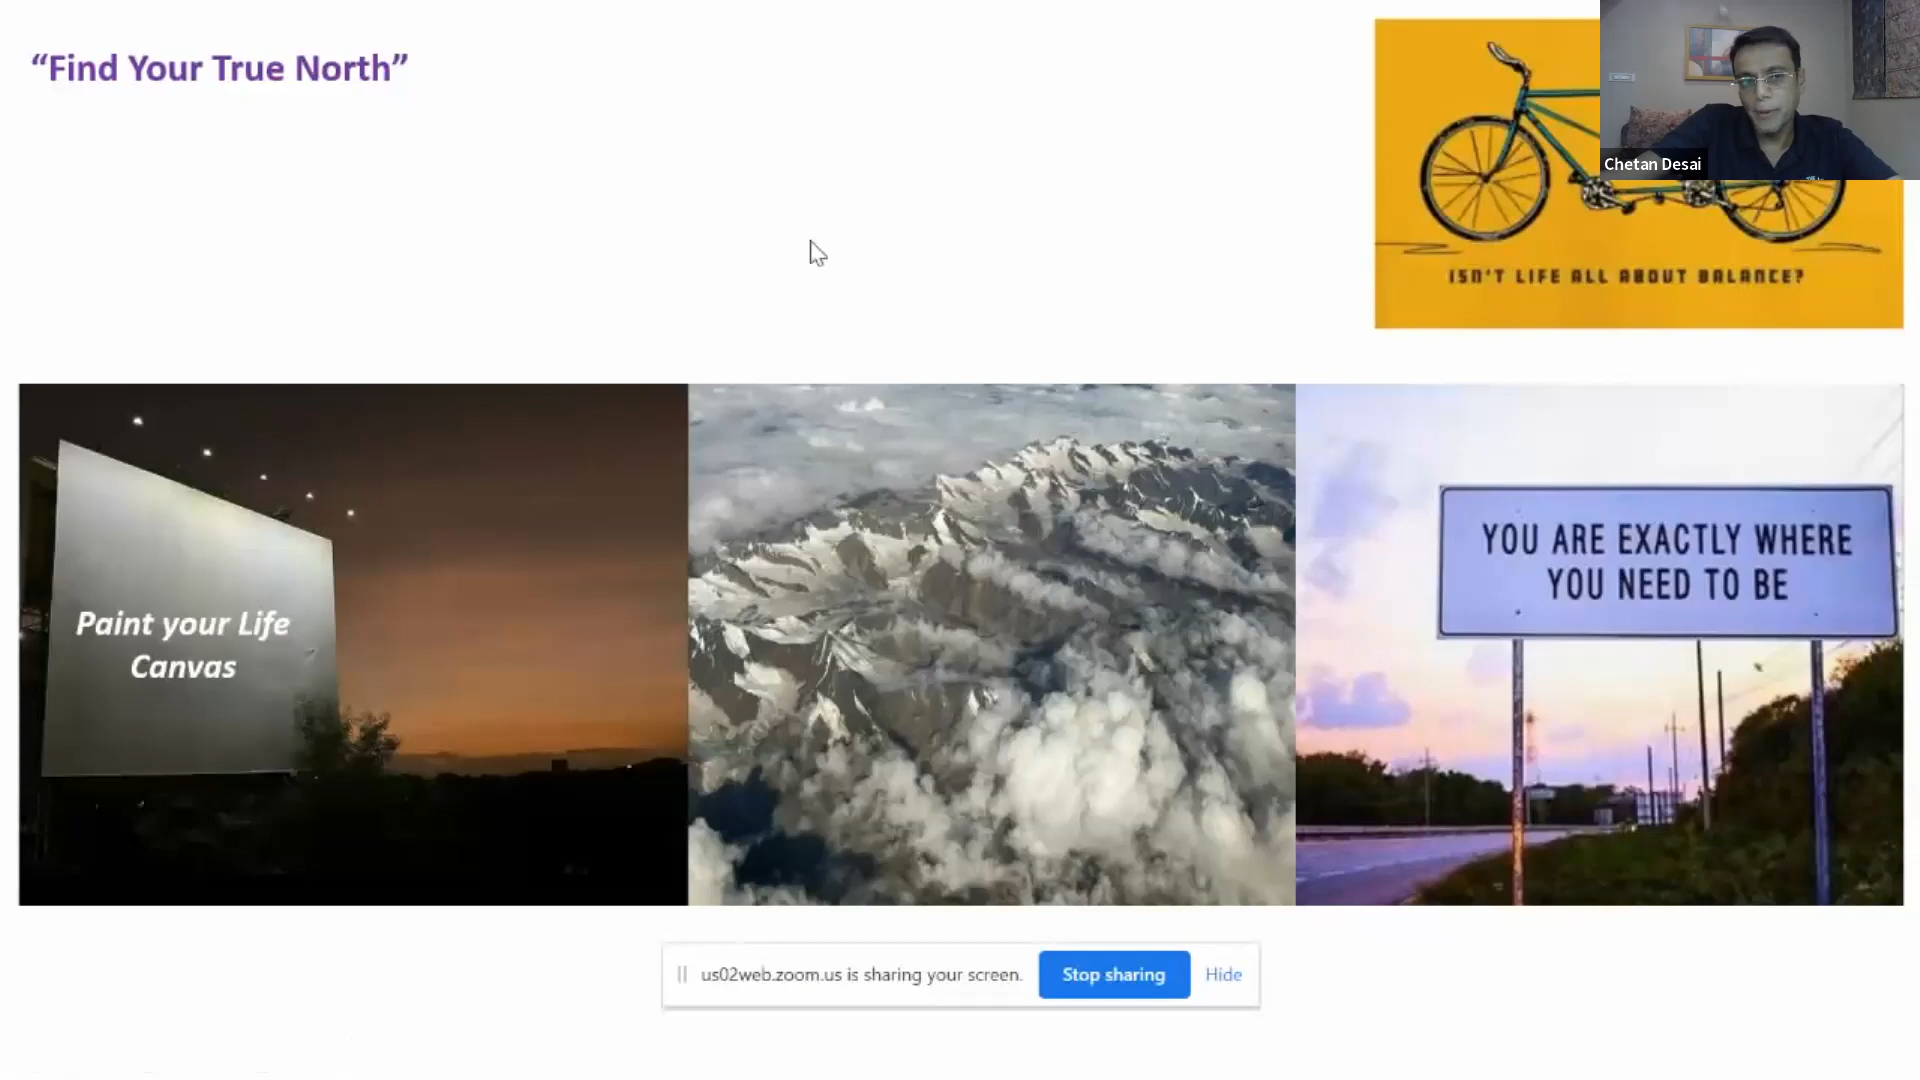 “Find Your True North”
Chetan Desai
ISN'T LIFE ALL ABOUT BALANCE?
Paint your Life
Canvas
YOU ARE EXACTLY WHERE
YOU NEED TO BE
us02web.zoom.us is sharing your screen.
Stop sharing
Hide